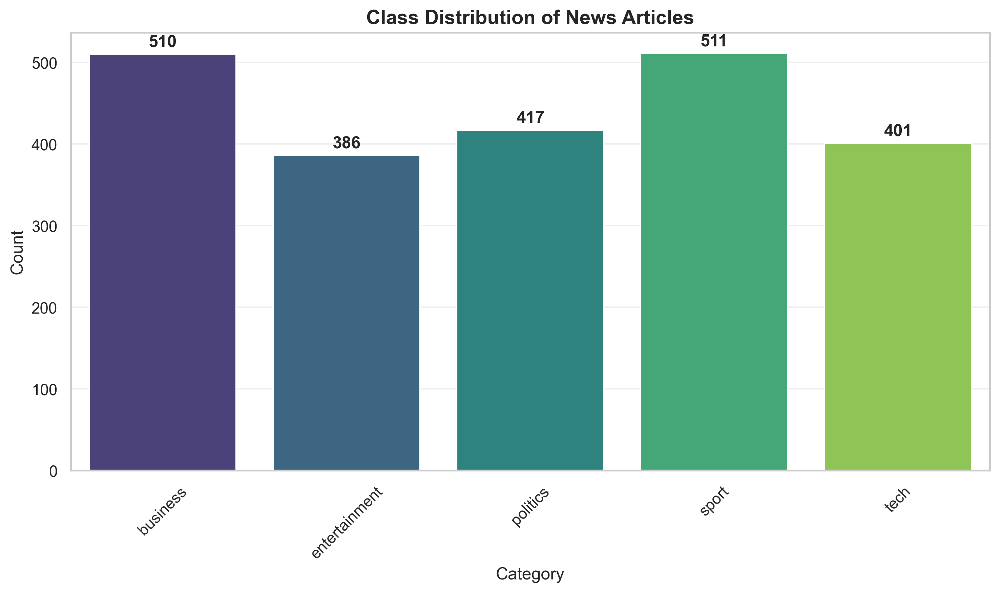 Class Distribution of News Articles
510
386
417
511
401
500
400
300
200
100
0
Count
business
entertainment
politics
sport
tech
Category